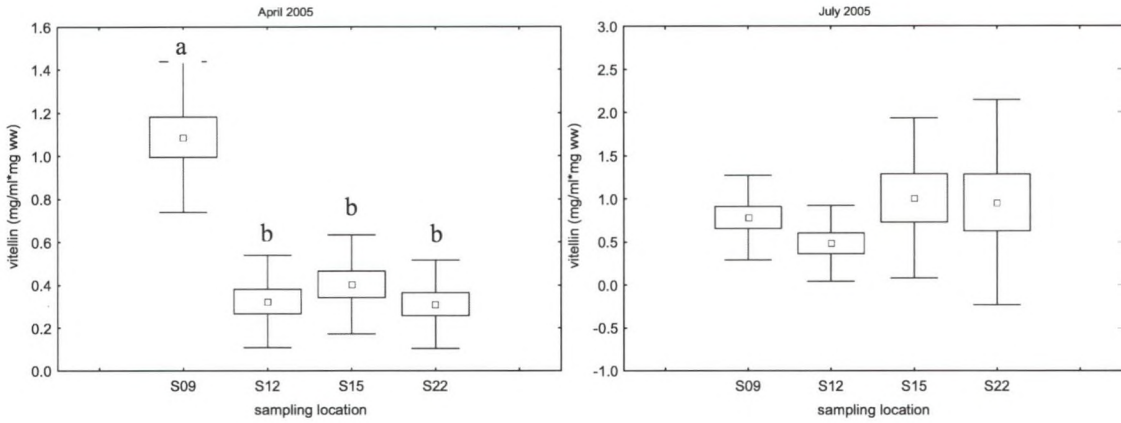 April 2005
1.6
1.4
1.2
1.0
0.8
0.6
0.4
0.2
0.0
vitellin (mg/ml*mg ww)
a
b
b
b
S09 S12 S15 S22
sampling location
July 2005
3.0
2.5
2.0
1.5
1.0
0.5
0.0
-0.5
-1.0
vitellin (mg/ml*mg ww)
S09 S12 S15 S22
sampling location